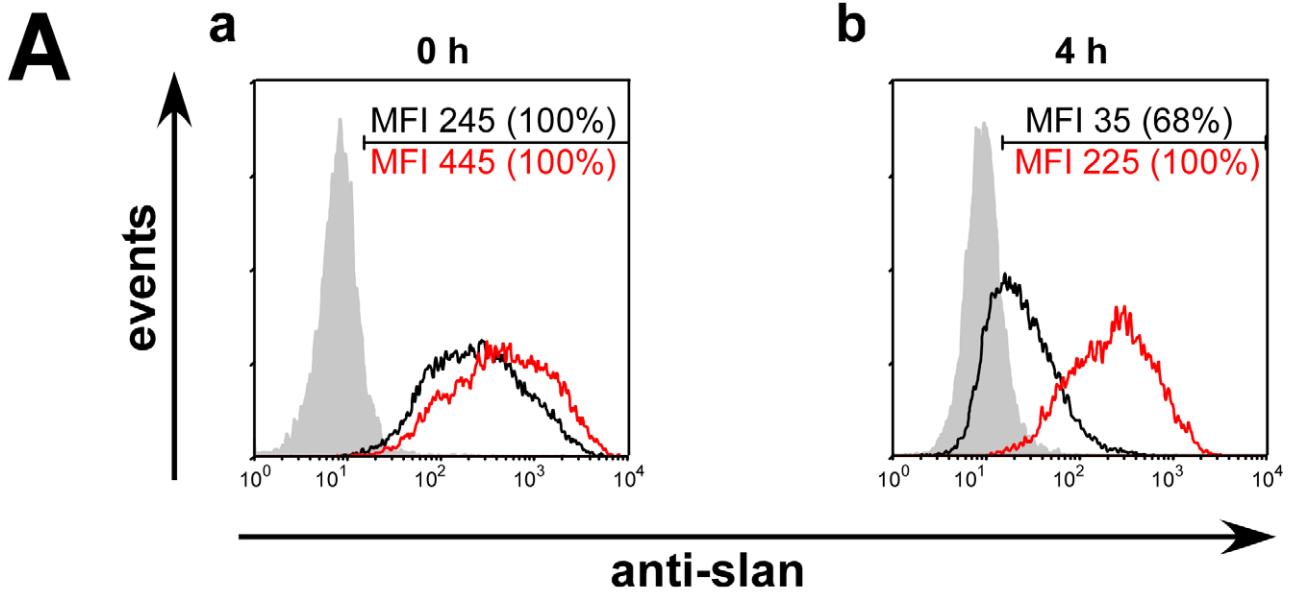 A
a
0 h
MFI 245 (100%)
MFI 445 (100%)
b
4 h
MFI 35 (68%)
MFI 225 (100%)
events
10⁰ 10¹ 10² 10³ 10⁴
10⁰ 10¹ 10² 10³ 10⁴
anti-slan